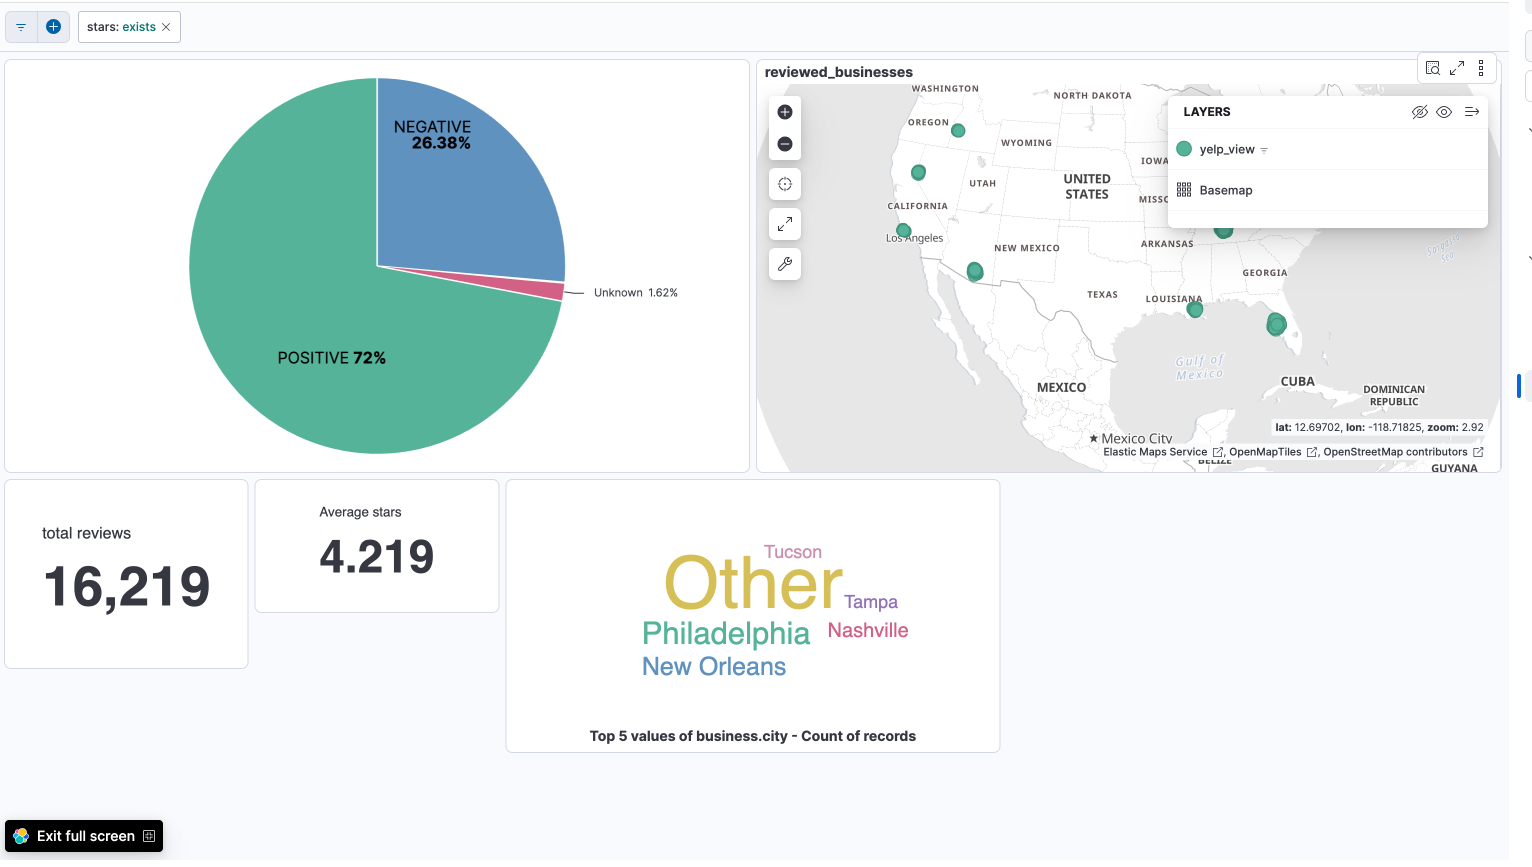 stars: exists
NEGATIVE
26.38%
Unknown 1.62%
POSITIVE 72%
reviewed_businesses
WASHINGTON
NORTH DAKOTA
OREGON
WYOMING
IOWA
UTAH
UNITED
STATES
MISSO
CALIFORNIA
Los Angeles
NEW MEXICO
ARKANSAS
GEORGIA
TEXAS
LOUISIANA
Sargasso
Sea
Gulf of
Mexico
MEXICO
CUBA
DOMINICAN
REPUBLIC
Mexico City
BELIZE
GUYANA
LAYERS
yelp_view
Basemap
lat: 12.69702, lon: -118.71825, zoom: 2.92
Elastic Maps Service , OpenMapTiles , OpenStreetMap contributors
total reviews
16,219
Average stars
4.219
Tucson
Other
Tampa
Philadelphia
Nashville
New Orleans
Top 5 values of business.city - Count of records
Exit full screen